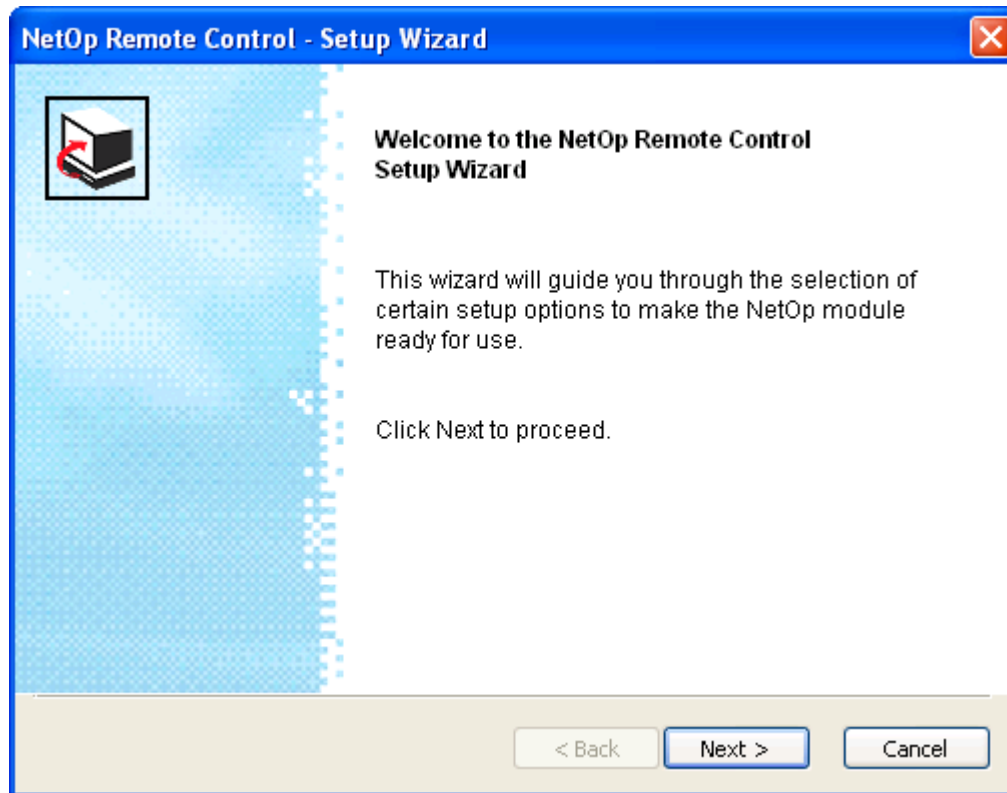 NetOp Remote Control - Setup Wizard
Welcome to the NetOp Remote Control
Setup Wizard
This wizard will guide you through the selection of
certain setup options to make the NetOp module
ready for use.
Click Next to proceed.
< Back
Next >
Cancel